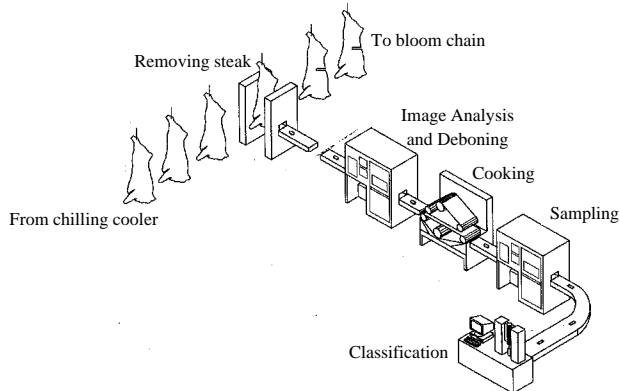 To bloom chain
Removing steak
Image Analysis
and Deboning
Cooking
From chilling cooler
Sampling
Classification